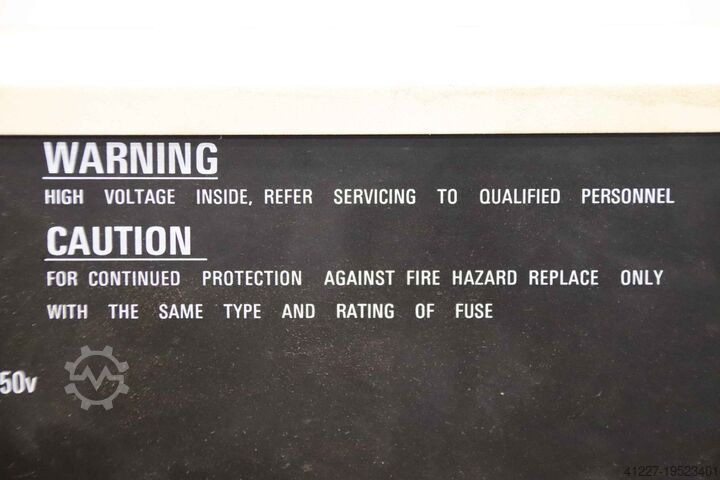 WARNING
HIGH VOLTAGE INSIDE, REFER SERVICING TO QUALIFIED PERSONNEL
CAUTION
FOR CONTINUED PROTECTION AGAINST FIRE HAZARD REPLACE ONLY
WITH THE SAME TYPE AND RATING OF FUSE
50v
41227-19523401